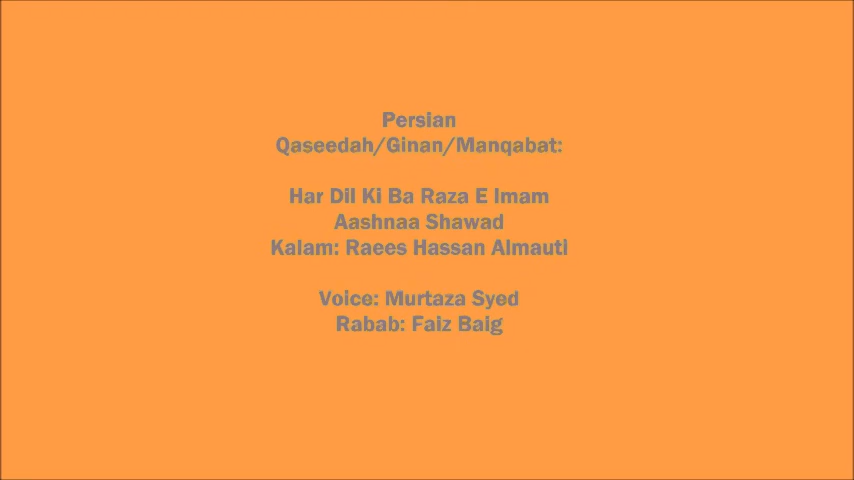 Persian
Qaseedah/Ginan/Manqabat:
Har Dil Ki Ba Raza E Imam
Aashnaa Shawad
Kalam: Raees Hassan Almauti
Voice: Murtaza Syed
Rabab: Faiz Baig